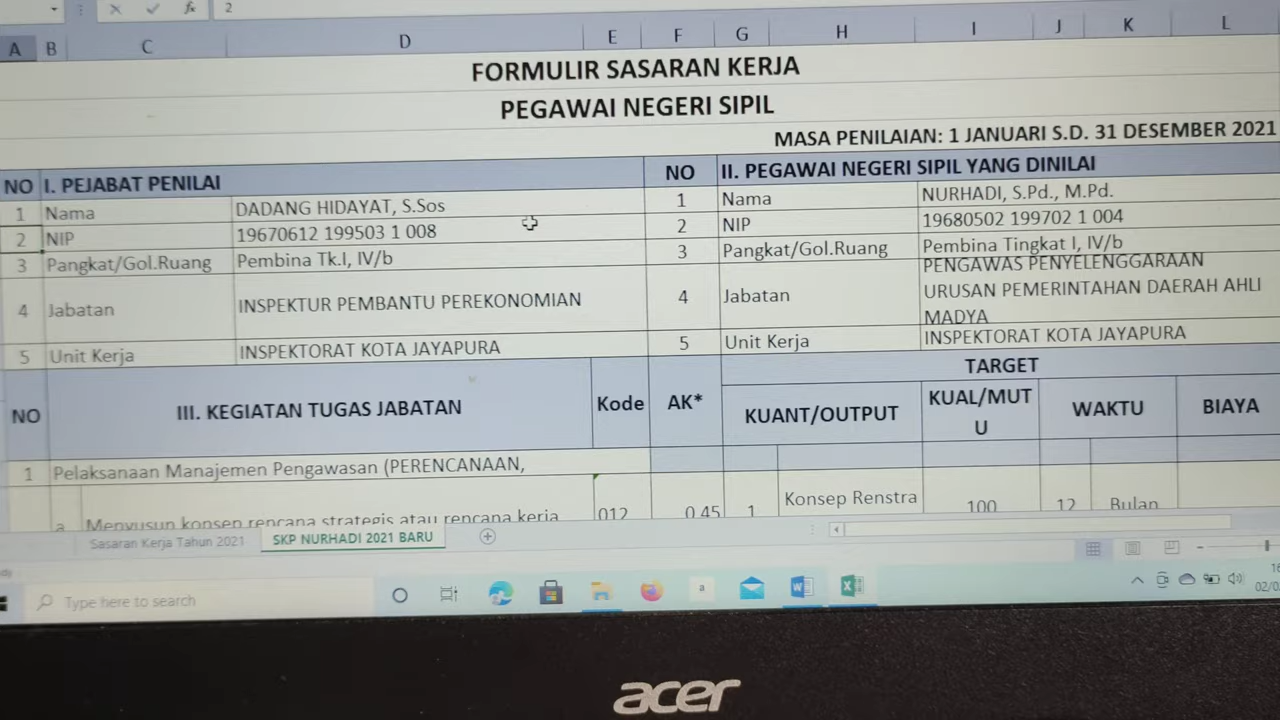 fx 2
A B C D E F G H I J K L
FORMULIR SASARAN KERJA
PEGAWAI NEGERI SIPIL
MASA PENILAIAN: 1 JANUARI S.D. 31 DESEMBER 2021
NO I. PEJABAT PENILAI NO II. PEGAWAI NEGERI SIPIL YANG DINILAI
1 Nama DADANG HIDAYAT, S.Sos 1 Nama NURHADI, S.Pd., M.Pd.
2 NIP 19670612 199503 1 008 2 NIP 19680502 199702 1 004
3 Pangkat/Gol.Ruang Pembina Tk.I, IV/b 3 Pangkat/Gol.Ruang Pembina Tingkat I, IV/b
4 Jabatan INSPEKTUR PEMBANTU PEREKONOMIAN 4 Jabatan PENGAWAS PENYELENGGARAAN
URUSAN PEMERINTAHAN DAERAH AHLI
MADYA
5 Unit Kerja INSPEKTORAT KOTA JAYAPURA 5 Unit Kerja INSPEKTORAT KOTA JAYAPURA
NO III. KEGIATAN TUGAS JABATAN Kode AK* TARGET
KUANT/OUTPUT KUAL/MUT
U WAKTU BIAYA
1 Pelaksanaan Manajemen Pengawasan (PERENCANAAN,
a Menyusun konsep rencana strategis atau rencana kerja 012 0,45 1 Konsep Renstra 100 12 Bulan
Sasaran Kerja Tahun 2021 SKP NURHADI 2021 BARU
Type here to search
a
acer